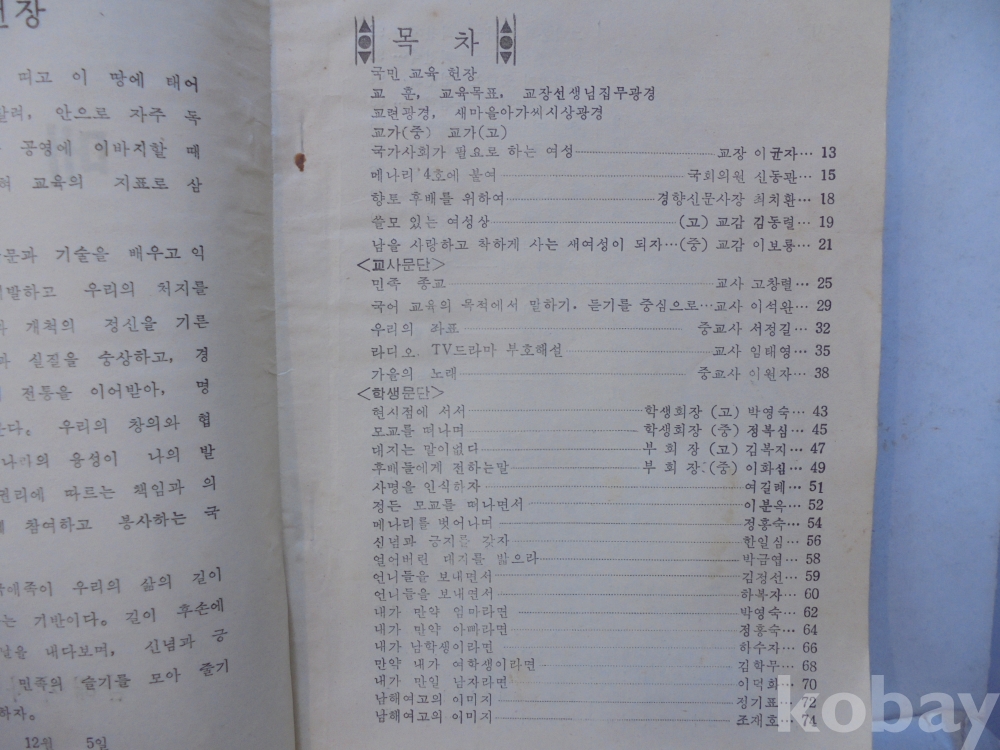 헌장
띠고 이 땅에 태어
안으로 자주 독
공영에 이바지할 때
교육의 지표로 삼
문과 기술을 배우고 익
계발하고 우리의 처지를
개척의 정신을 기른
실질을 숭상하고, 경
전통을 이어받아, 명
우리의 창의와 협
나라의 융성이 나의 발
권리에 따르는 책임과 의
참여하고 봉사하는 국
애족이 우리의 삶의 길이
는 기반이다. 길이 후손에
내다보며, 신념과 긍
민족의 슬기를 모아 줄기
하자.
12월 5일
목 차
국민 교육 헌장
교 훈, 교육목표, 교장선생님집무광경
교련광경, 새마을아가씨시상광경
교가(중) 교가(고)
국가사회가 필요로 하는 여성 교장 이균자… 13
메나리 4호에 붙여 국회의원 신동관… 15
향토 후배를 위하여 경향신문사장 최치환… 18
쓸모 있는 여성상 (고) 교감 김동렬… 19
남을 사랑하고 착하게 사는 새여성이 되자…(중) 교감 이보룡… 21
<교사문단>
민족 종교 교사 고창렬… 25
국어 교육의 목적에서 말하기. 듣기를 중심으로…교사 이석완… 29
우리의 좌표 중교사 서정길… 32
라디오. TV드라마 부호해설 교사 임태영… 35
가을의 노래 중교사 이원자… 38
<학생문단>
현시점에 서서 학생회장 (고) 박영숙… 43
모교를 떠나며 학생회장 (중) 정복심… 45
대지는 말이없다 부 회 장 (고) 김복지… 47
후배들에게 전하는말 부 회 장 (중) 이화심… 49
사명을 인식하자 여길례… 51
정든 모교를 떠나면서 이분옥… 52
메나리를 벗어나며 정홍숙… 54
신념과 긍지를 갖자 한일심… 56
얼어버린 대지를 밟으라 박금엽… 58
언니들을 보내면서 김정선… 59
언니들을 보내면서 하복자… 60
내가 만약 엄마라면 박영숙… 62
내가 만약 아빠라면 정홍숙… 64
내가 남학생이라면 하수자… 66
만약 내가 여학생이라면 김학무… 68
내가 만일 남자라면 이덕화… 70
남해여고의 이미지 정기표… 72
남해여고의 이미지 조재호… 74
kobay